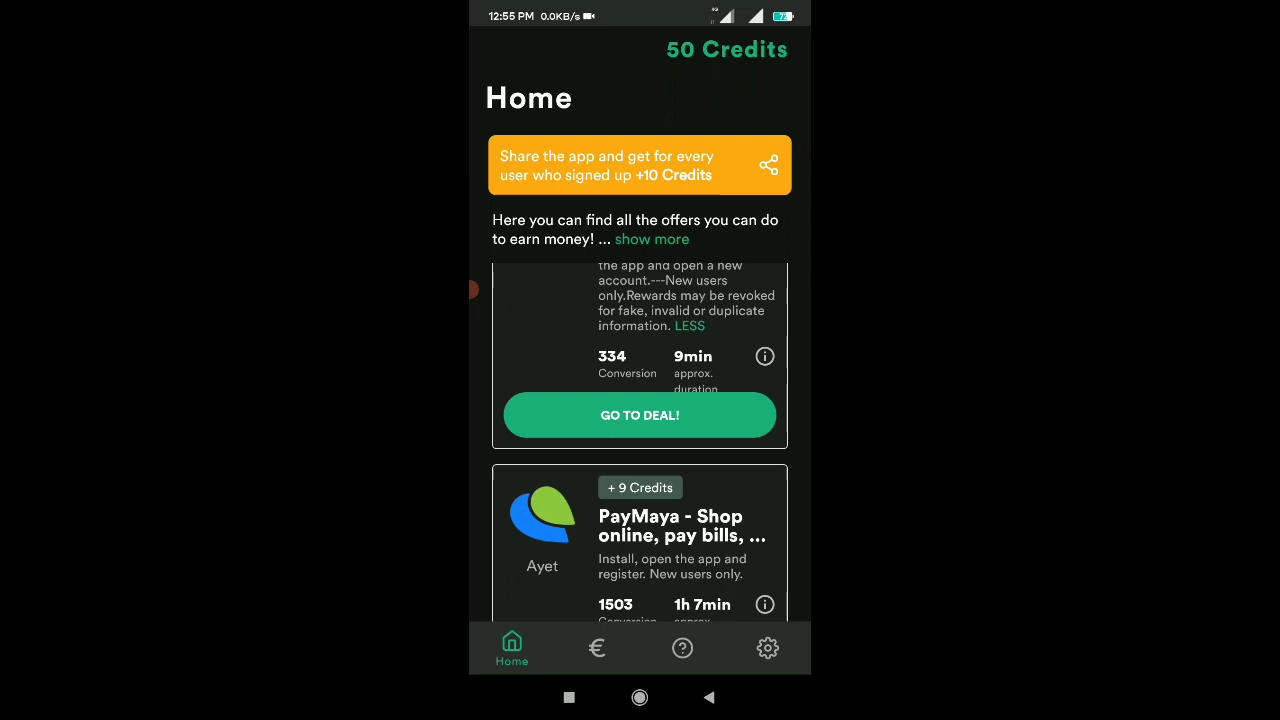 12:55 PM 0.0KB/s
4G
50 Credits
Home
Share the app and get for every
user who signed up +10 Credits
Here you can find all the offers you can do
to earn money! ... show more
the app and open a new
account.---New users
only.Rewards may be revoked
for fake, invalid or duplicate
information. LESS
334 9min
Conversion approx.
duration
GO TO DEAL!
+ 9 Credits
PayMaya - Shop
online, pay bills, ...
Ayet
Install, open the app and
register. New users only.
1503 1h 7min
Conversion approx.
€
Home